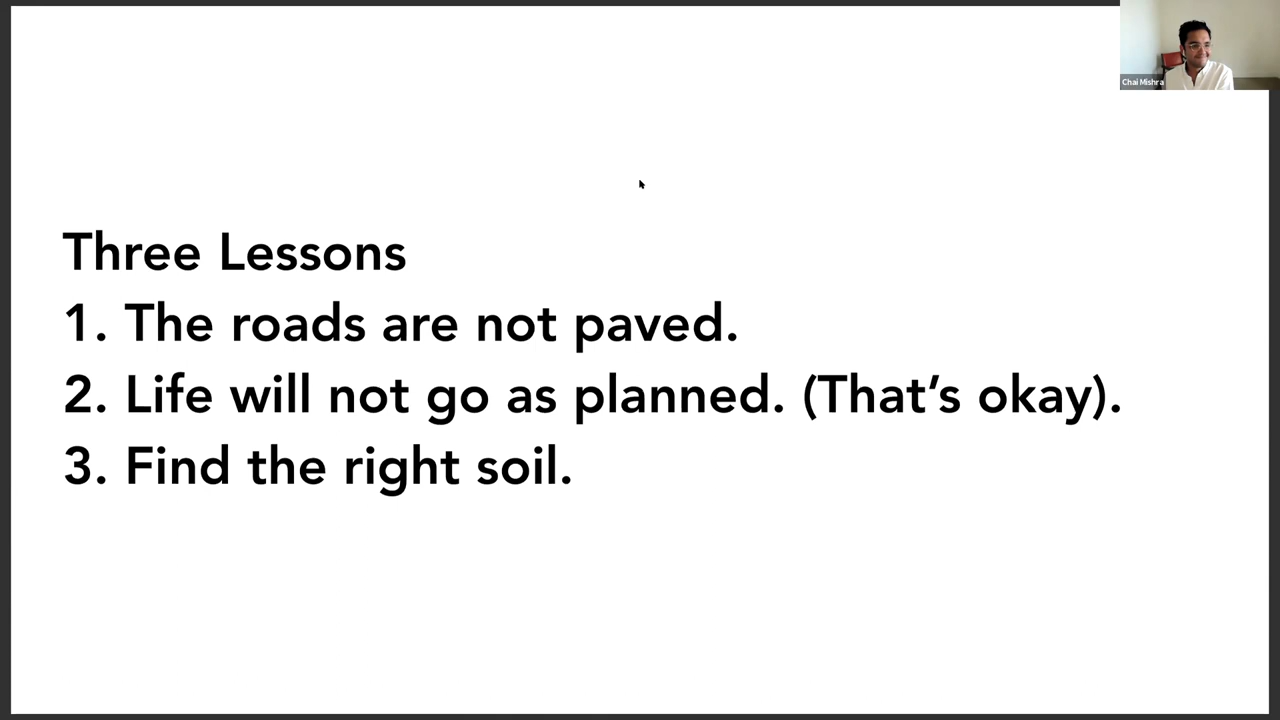 Chai Mishra
Three Lessons
1. The roads are not paved.
2. Life will not go as planned. (That’s okay).
3. Find the right soil.